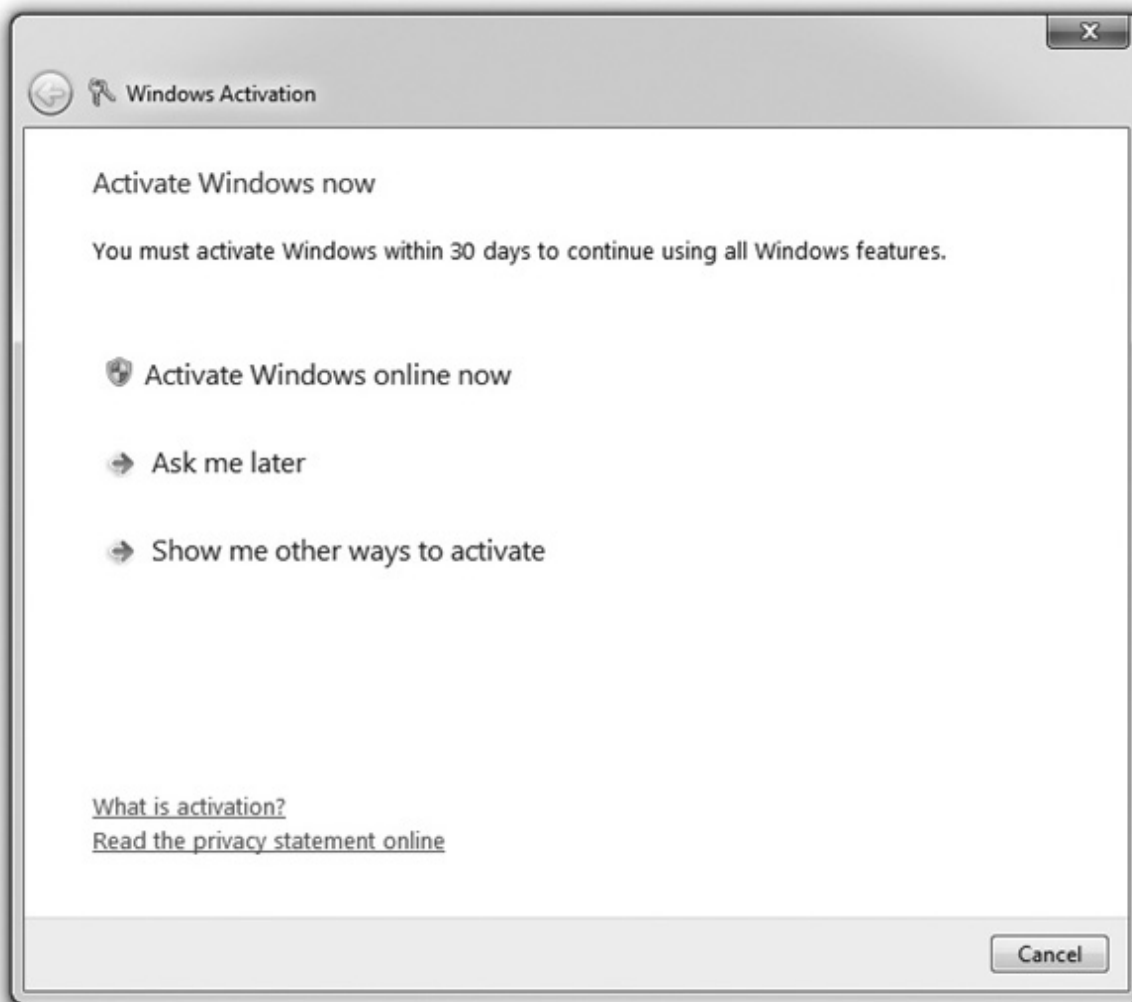 Windows Activation
Activate Windows now
You must activate Windows within 30 days to continue using all Windows features.
Activate Windows online now
Ask me later
Show me other ways to activate
What is activation?
Read the privacy statement online
Cancel